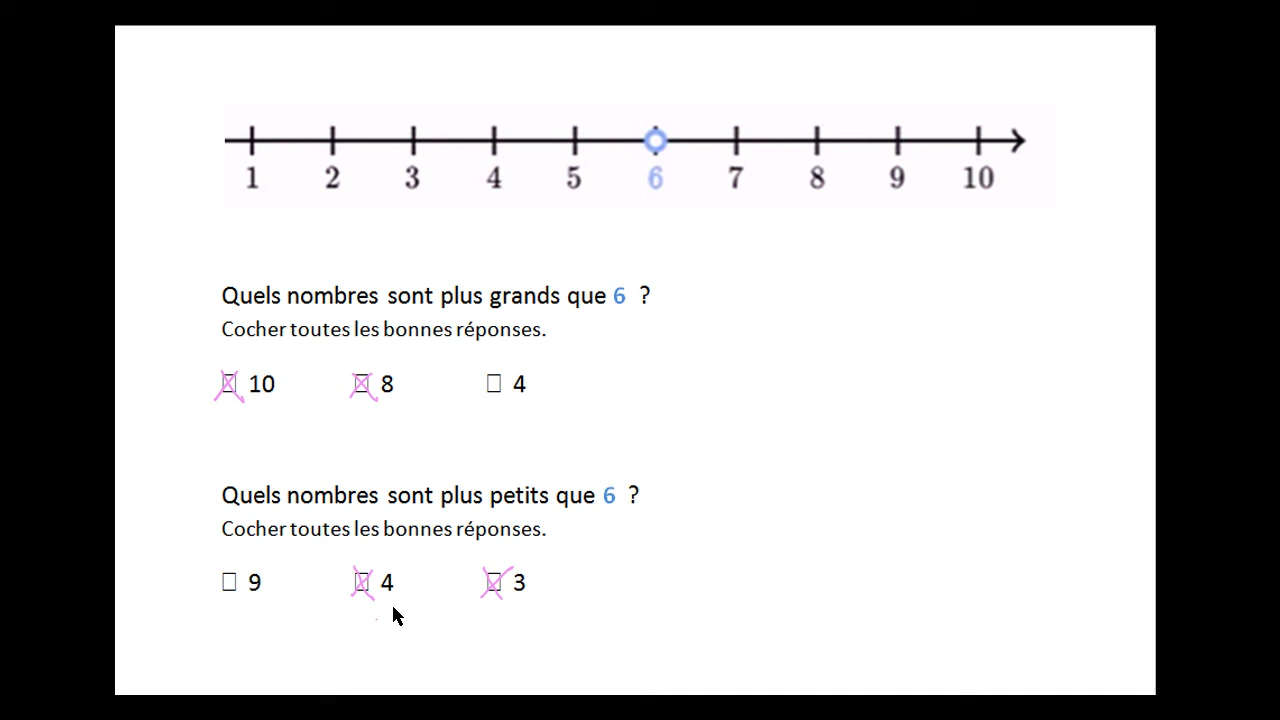 1 2 3 4 5 6 7 8 9 10
Quels nombres sont plus grands que 6 ?
Cocher toutes les bonnes réponses.
10 8 4
Quels nombres sont plus petits que 6 ?
Cocher toutes les bonnes réponses.
9 4 3